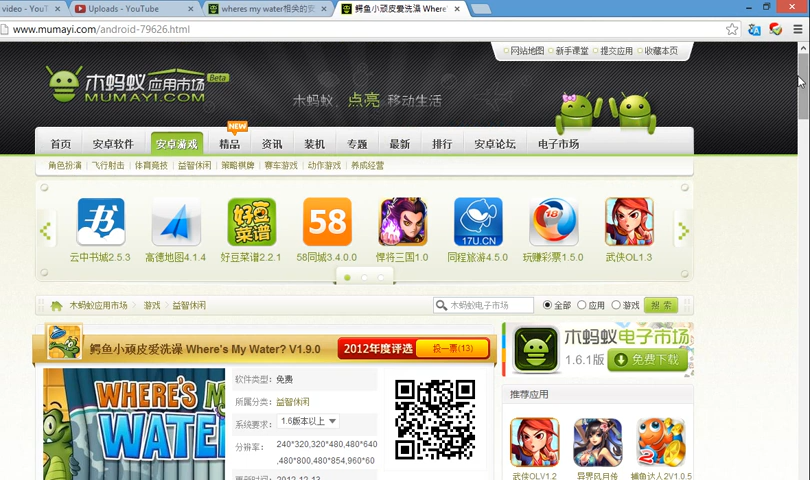 video - YouT
Uploads - YouTube
wheres my water相关的安
鳄鱼小顽皮爱洗澡 Where'
www.mumayi.com/android-79626.html
网站地图
新手课堂
提交应用
收藏本页
木蚂蚁 应用市场 Beta
MUMAYI.COM
木蚂蚁 点亮 移动生活
NEW
首页 安卓软件 安卓游戏 精品 资讯 装机 专题 最新 排行 安卓论坛 电子市场
角色扮演 飞行射击 体育竞技 益智休闲 策略棋牌 赛车游戏 动作游戏 养成经营
书 好豆菜谱 58 17U.CN 18
云中书城2.5.3 高德地图4.1.4 好豆菜谱2.2.1 58同城3.4.0.0 悍将三国1.0 同程旅游4.5.0 玩赚彩票1.5.0 武侠OL1.3
木蚂蚁应用市场 游戏 益智休闲
木蚂蚁电子市场 全部 应用 游戏 搜 索
鳄鱼小顽皮爱洗澡 Where's My Water? V1.9.0
2012年度评选 投一票(13)
木蚂蚁电子市场
1.6.1版 免费下载
WHERE'S MY
WATER
软件类型: 免费
所属分类: 益智休闲
系统要求: 1.6版本以上
分辨率: 240*320,320*480,480*640
,480*800,480*854,960*60
更新时间: 2012-12-13
推荐应用
2
武侠OLV1.2 异界风月传 捕鱼达人2V1.0.5